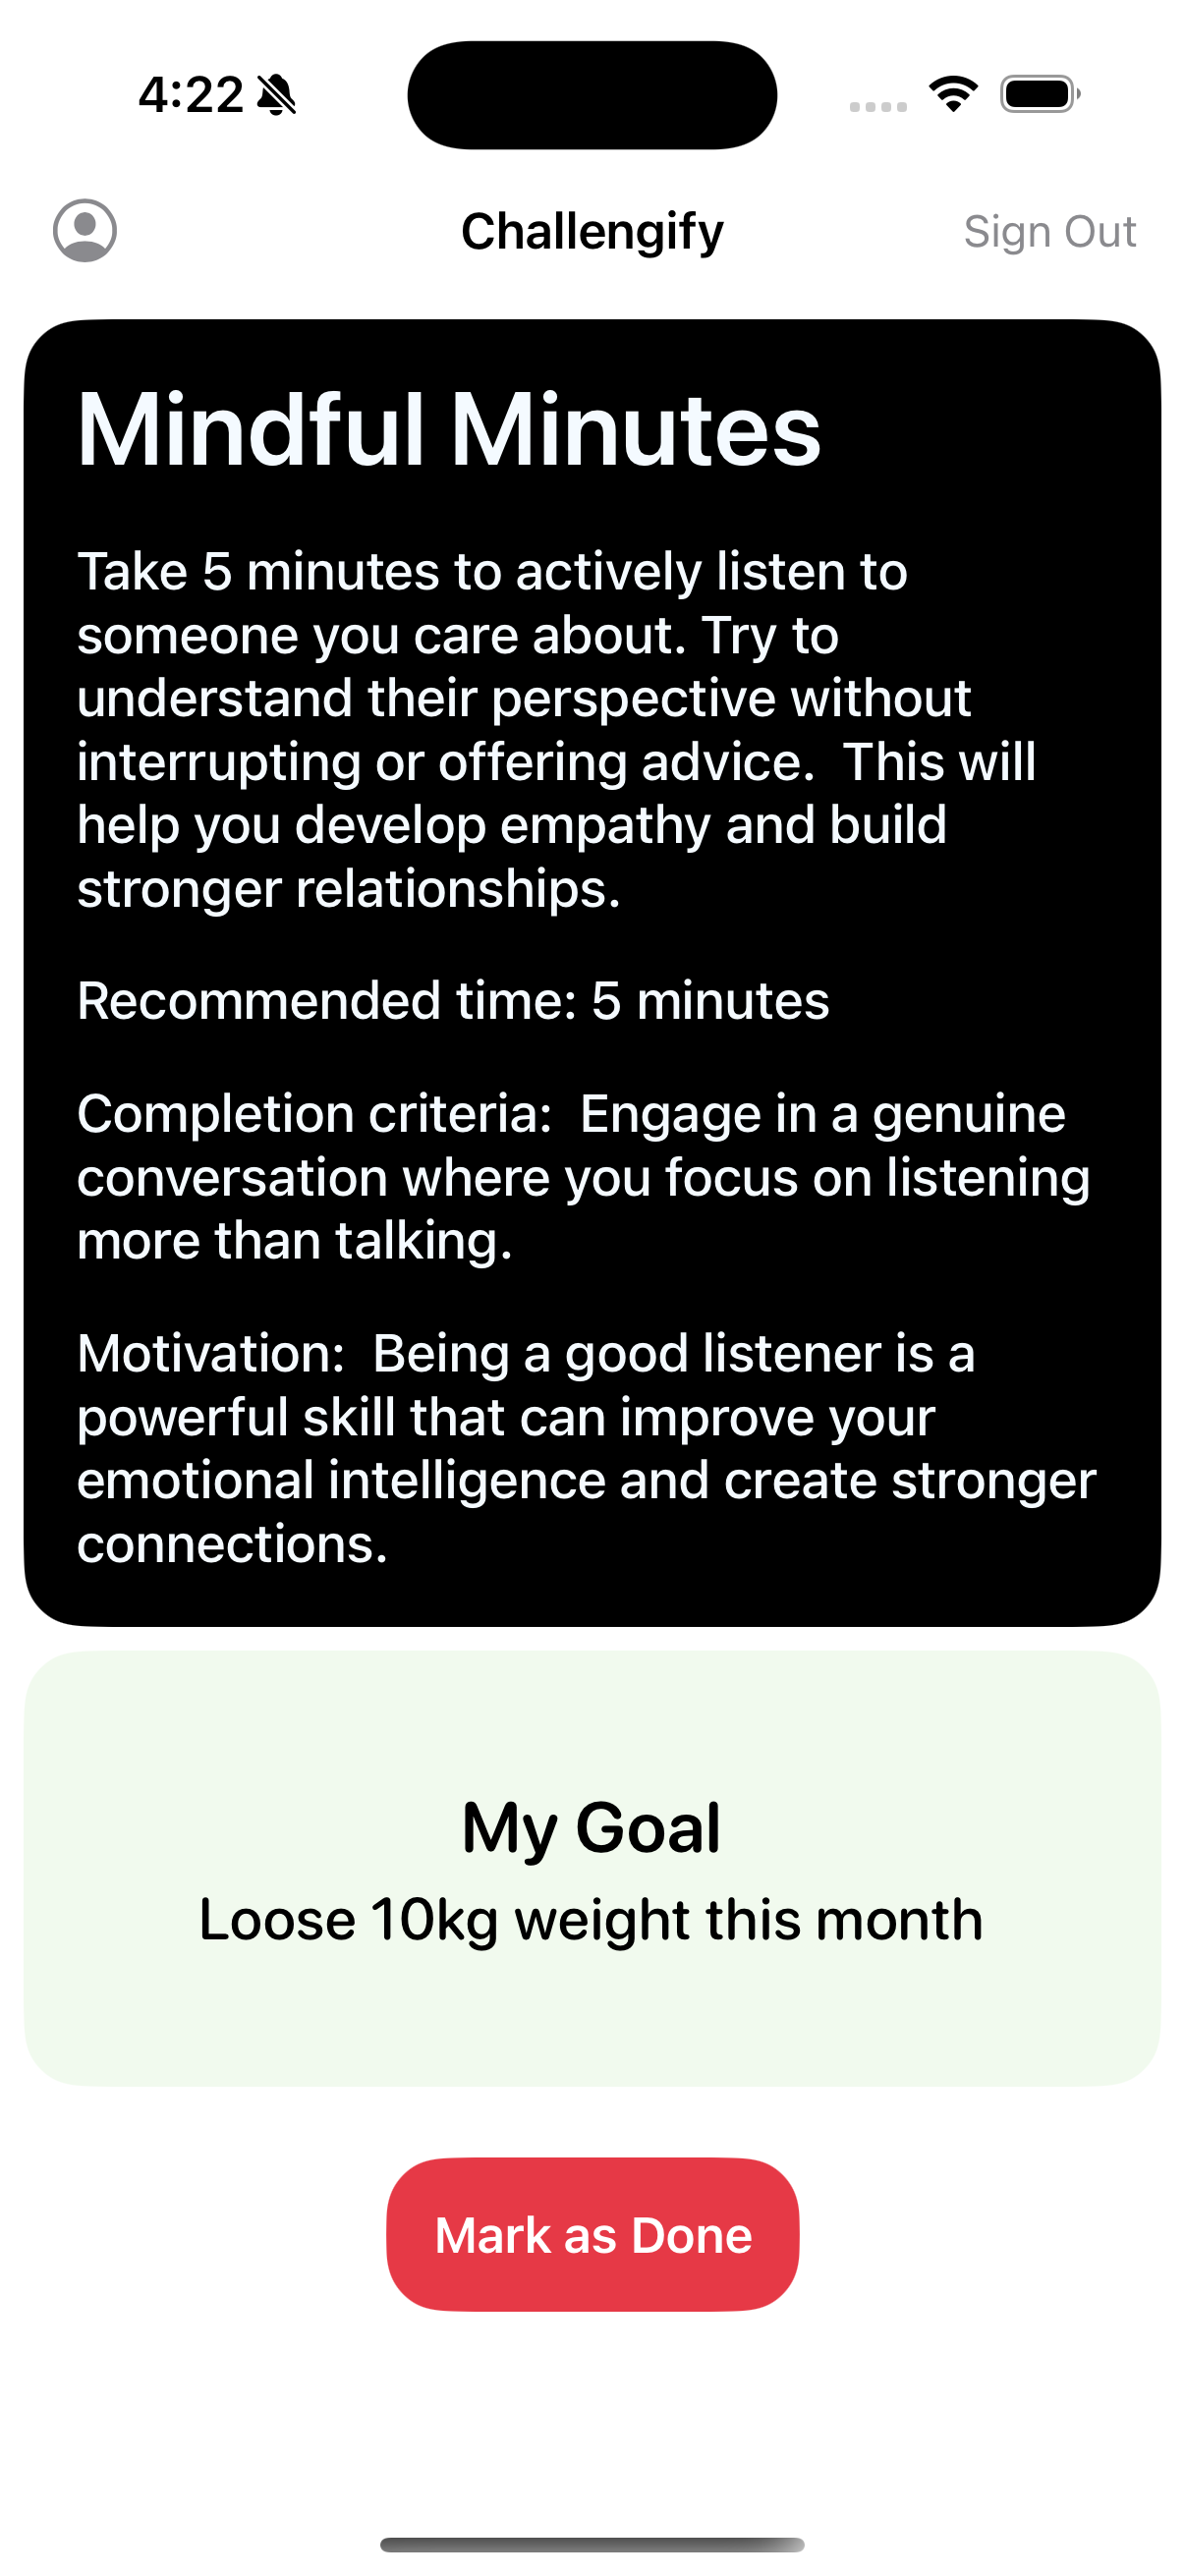 4:22
Challengify
Sign Out
Mindful Minutes
Take 5 minutes to actively listen to
someone you care about. Try to
understand their perspective without
interrupting or offering advice.  This will
help you develop empathy and build
stronger relationships.
Recommended time: 5 minutes
Completion criteria:  Engage in a genuine
conversation where you focus on listening
more than talking.
Motivation:  Being a good listener is a
powerful skill that can improve your
emotional intelligence and create stronger
connections.
My Goal
Loose 10kg weight this month
Mark as Done